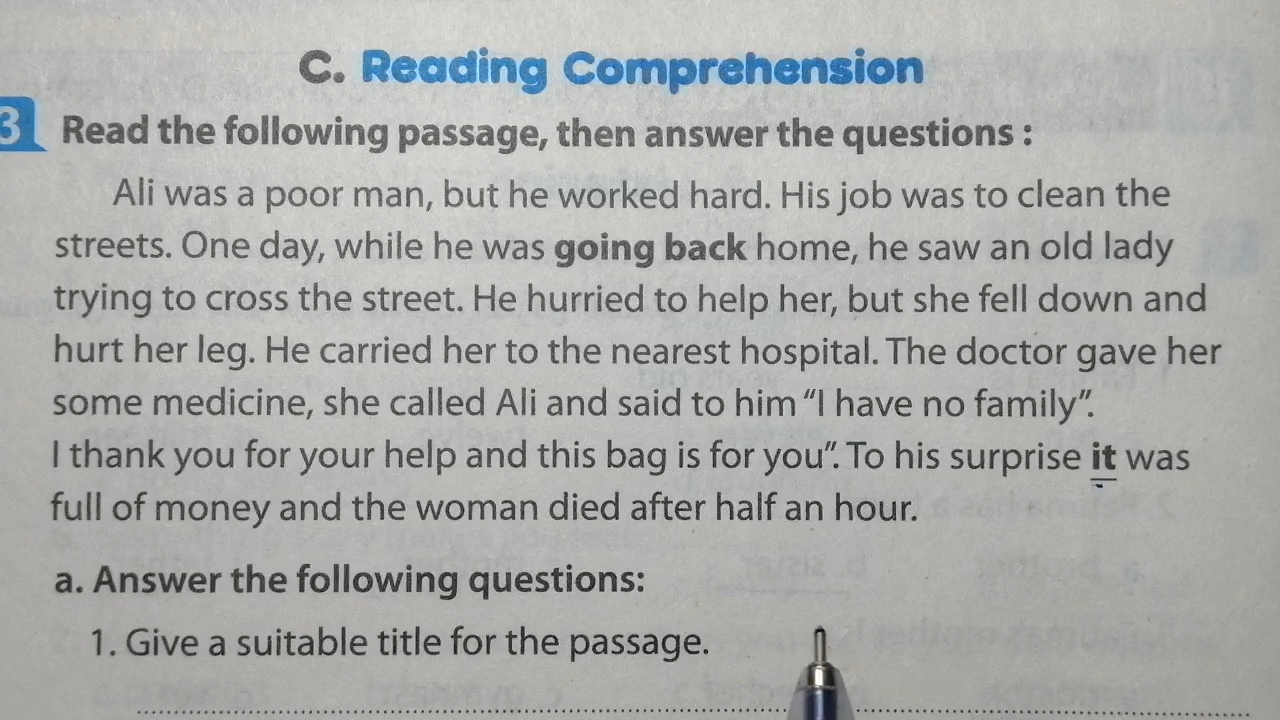 C. Reading Comprehension
3 Read the following passage, then answer the questions :
Ali was a poor man, but he worked hard. His job was to clean the
streets. One day, while he was going back home, he saw an old lady
trying to cross the street. He hurried to help her, but she fell down and
hurt her leg. He carried her to the nearest hospital. The doctor gave her
some medicine, she called Ali and said to him “I have no family”.
I thank you for your help and this bag is for you”. To his surprise it was
full of money and the woman died after half an hour.
a. Answer the following questions:
1. Give a suitable title for the passage.